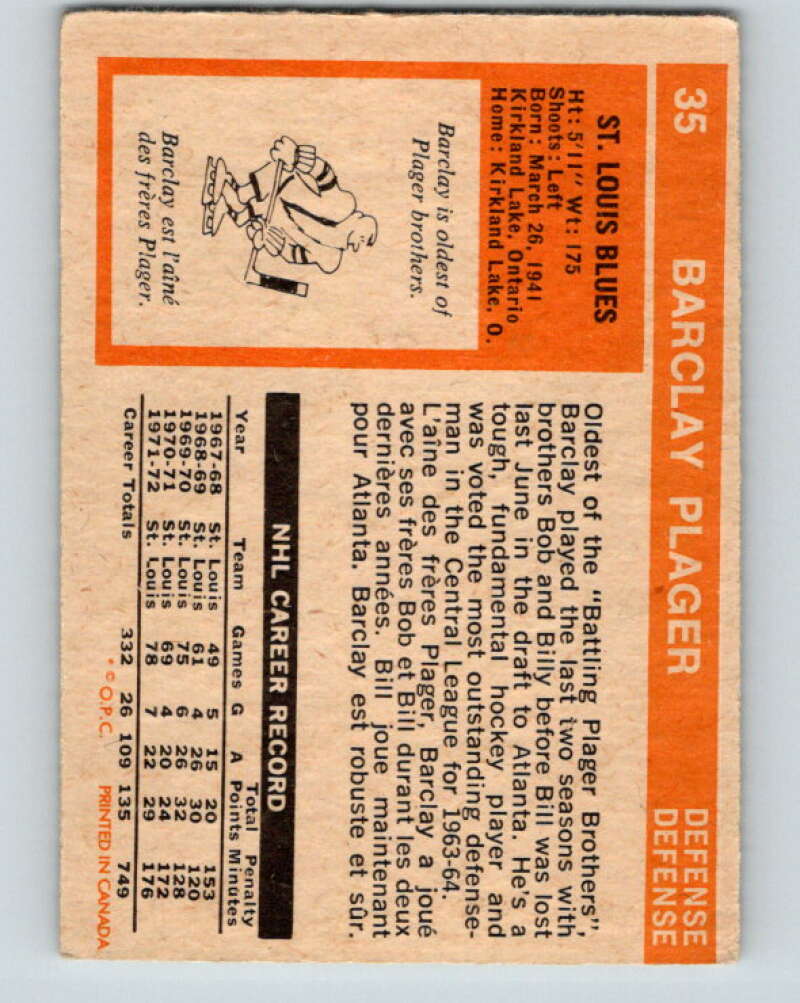 35 BARCLAY PLAGER DEFENSE
DEFENSE
ST. LOUIS BLUES
Ht: 5'11" Wt: 175
Shoots: Left
Born: March 26, 1941
Kirkland Lake, Ontario
Home: Kirkland Lake, O.
Barclay is oldest of
Plager brothers.
Barclay est l'aîné
des frères Plager.
Oldest of the "Battling Plager Brothers",
Barclay played the last two seasons with
brothers Bob and Billy before Bill was lost
last June in the draft to Atlanta. He's a
tough, fundamental hockey player and
was voted the most outstanding defense-
man in the Central League for 1963-64.
L'aîne des frères Plager, Barclay a joué
avec ses frères Bob et Bill durant les deux
dernières années. Bill joue maintenant
pour Atlanta. Barclay est robuste et sûr.
NHL CAREER RECORD
Total Penalty
Year Team Games G A Points Minutes
1967-68 St. Louis 49 5 15 20 153
1968-69 St. Louis 61 4 26 30 120
1969-70 St. Louis 75 6 26 32 128
1970-71 St. Louis 69 4 20 24 172
1971-72 St. Louis 78 7 22 29 176
Career Totals 332 26 109 135 749
* © O.P.C. PRINTED IN CANADA